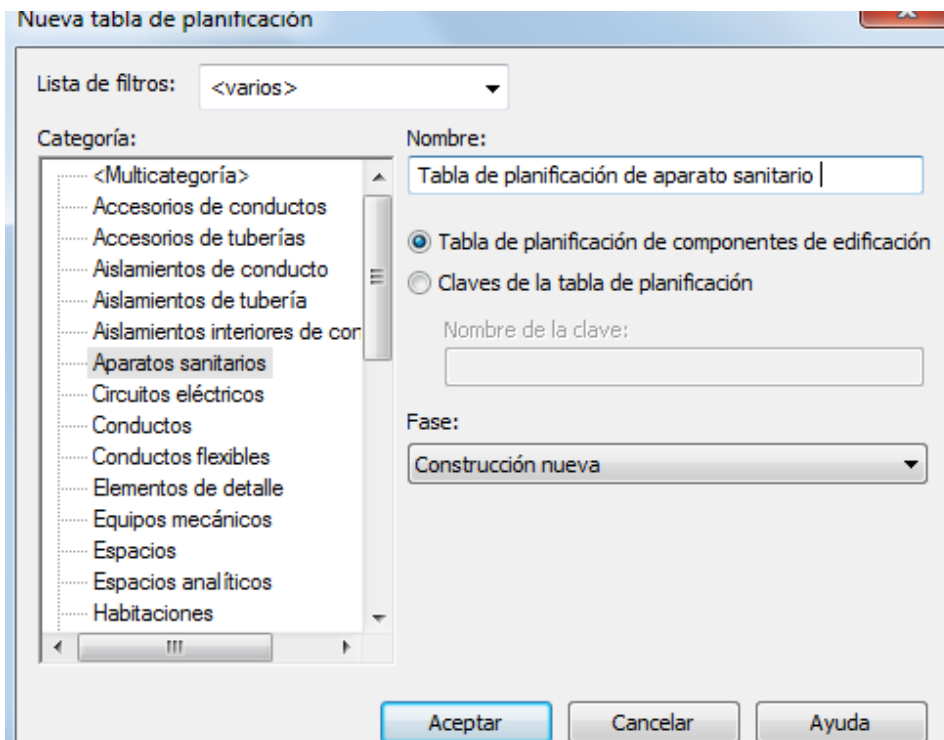 Nueva tabla de planificación
Lista de filtros: <varios>
Categoría:
<Multicategoría>
Accesorios de conductos
Accesorios de tuberías
Aislamientos de conducto
Aislamientos de tubería
Aislamientos interiores de con
Aparatos sanitarios
Circuitos eléctricos
Conductos
Conductos flexibles
Elementos de detalle
Equipos mecánicos
Espacios
Espacios analíticos
Habitaciones
Nombre:
Tabla de planificación de aparato sanitario
Tabla de planificación de componentes de edificación
Claves de la tabla de planificación
Nombre de la clave:
Fase:
Construcción nueva
Aceptar Cancelar Ayuda